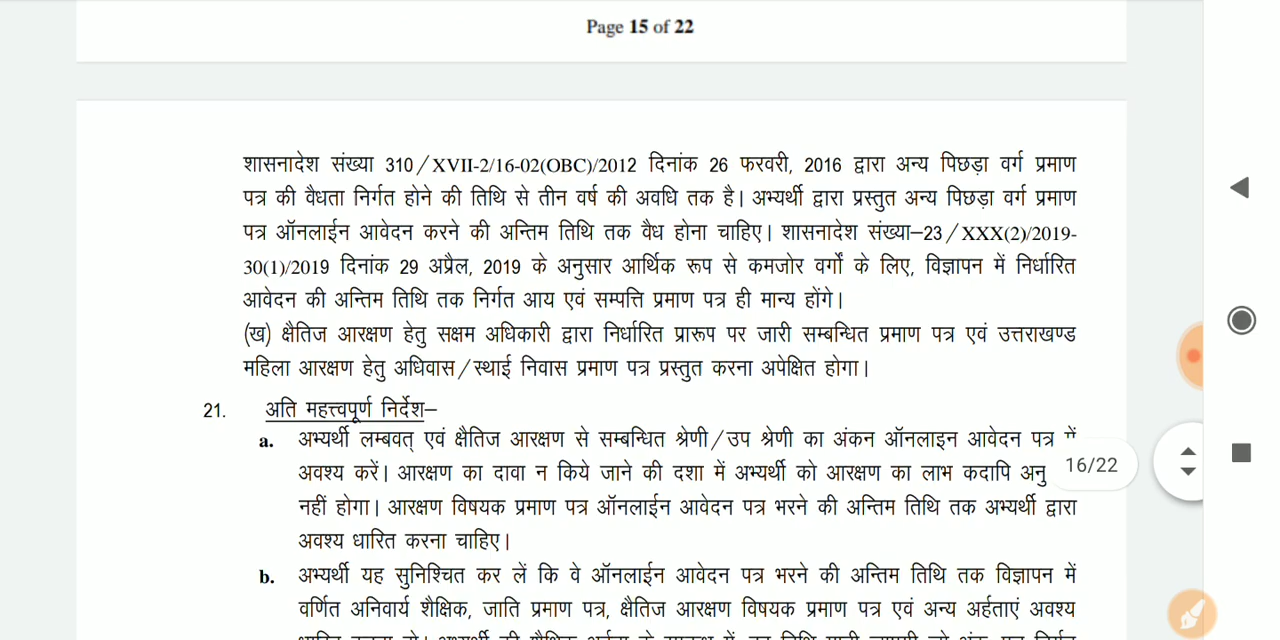 Page 15 of 22
शासनादेश संख्या 310/XVII-2/16-02(OBC)/2012 दिनांक 26 फरवरी, 2016 द्वारा अन्य पिछड़ा वर्ग प्रमाण
पत्र की वैधता निर्गत होने की तिथि से तीन वर्ष की अवधि तक है। अभ्यर्थी द्वारा प्रस्तुत अन्य पिछड़ा वर्ग प्रमाण
पत्र ऑनलाईन आवेदन करने की अन्तिम तिथि तक वैध होना चाहिए। शासनादेश संख्या–23/XXX(2)/2019-
30(1)/2019 दिनांक 29 अप्रैल, 2019 के अनुसार आर्थिक रूप से कमजोर वर्गों के लिए, विज्ञापन में निर्धारित
आवेदन की अन्तिम तिथि तक निर्गत आय एवं सम्पत्ति प्रमाण पत्र ही मान्य होंगे।
(ख) क्षैतिज आरक्षण हेतु सक्षम अधिकारी द्वारा निर्धारित प्रारूप पर जारी सम्बन्धित प्रमाण पत्र एवं उत्तराखण्ड
महिला आरक्षण हेतु अधिवास/स्थाई निवास प्रमाण पत्र प्रस्तुत करना अपेक्षित होगा।
21. अति महत्त्वपूर्ण निर्देश–
a. अभ्यर्थी लम्बवत् एवं क्षैतिज आरक्षण से सम्बन्धित श्रेणी/उप श्रेणी का अंकन ऑनलाइन आवेदन पत्र में
अवश्य करें। आरक्षण का दावा न किये जाने की दशा में अभ्यर्थी को आरक्षण का लाभ कदापि अनु
16/22
नहीं होगा। आरक्षण विषयक प्रमाण पत्र ऑनलाईन आवेदन पत्र भरने की अन्तिम तिथि तक अभ्यर्थी द्वारा
अवश्य धारित करना चाहिए।
b. अभ्यर्थी यह सुनिश्चित कर लें कि वे ऑनलाईन आवेदन पत्र भरने की अन्तिम तिथि तक विज्ञापन में
वर्णित अनिवार्य शैक्षिक, जाति प्रमाण पत्र, क्षैतिज आरक्षण विषयक प्रमाण पत्र एवं अन्य अर्हताएं अवश्य